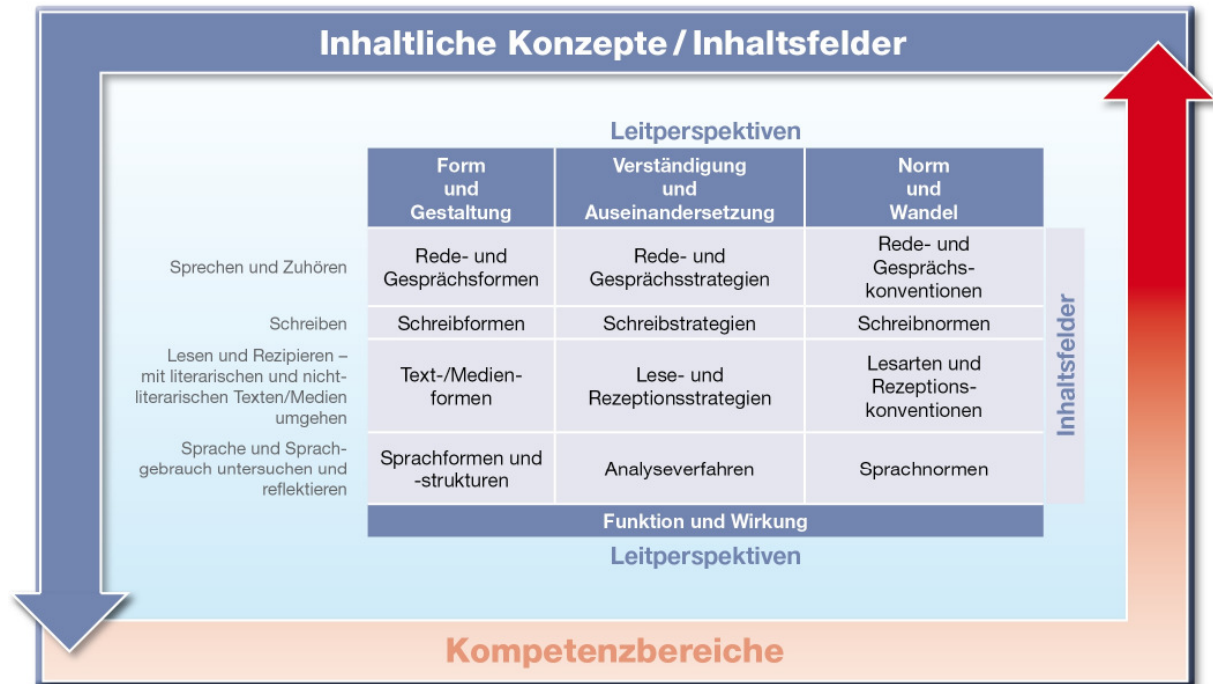 Inhaltliche Konzepte / Inhaltsfelder
Leitperspektiven
Form
und
Gestaltung
Verständigung
und
Auseinandersetzung
Norm
und
Wandel
Sprechen und Zuhören
Rede- und
Gesprächsformen
Rede- und
Gesprächsstrategien
Rede- und
Gesprächs-
konventionen
Schreiben
Schreibformen
Schreibstrategien
Schreibnormen
Lesen und Rezipieren –
mit literarischen und nicht-
literarischen Texten/Medien
umgehen
Text-/Medien-
formen
Lese- und
Rezeptionsstrategien
Lesarten und
Rezeptions-
konventionen
Sprache und Sprach-
gebrauch untersuchen und
reflektieren
Sprachformen und
-strukturen
Analyseverfahren
Sprachnormen
Inhaltsfelder
Funktion und Wirkung
Leitperspektiven
Kompetenzbereiche